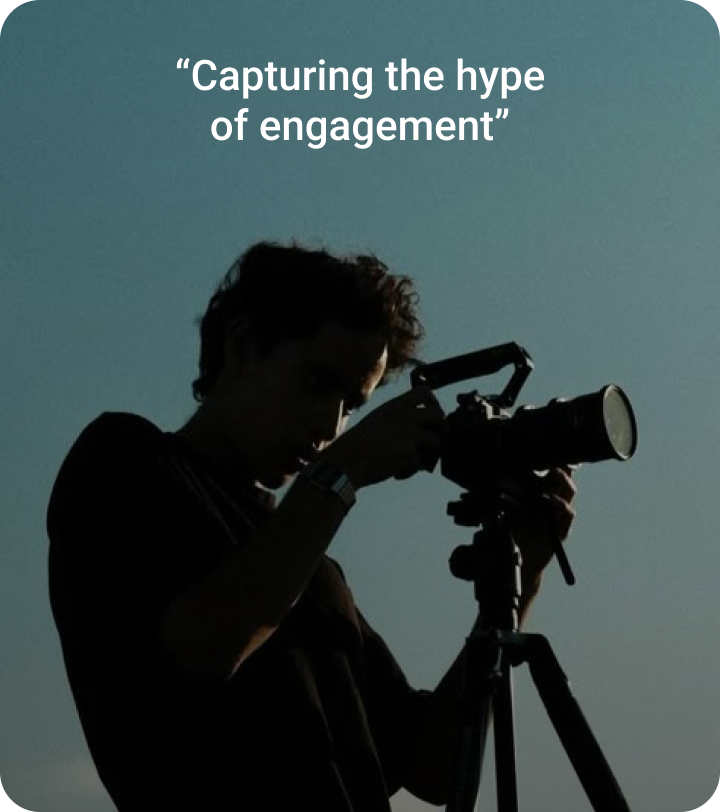 “Capturing the hype
of engagement”